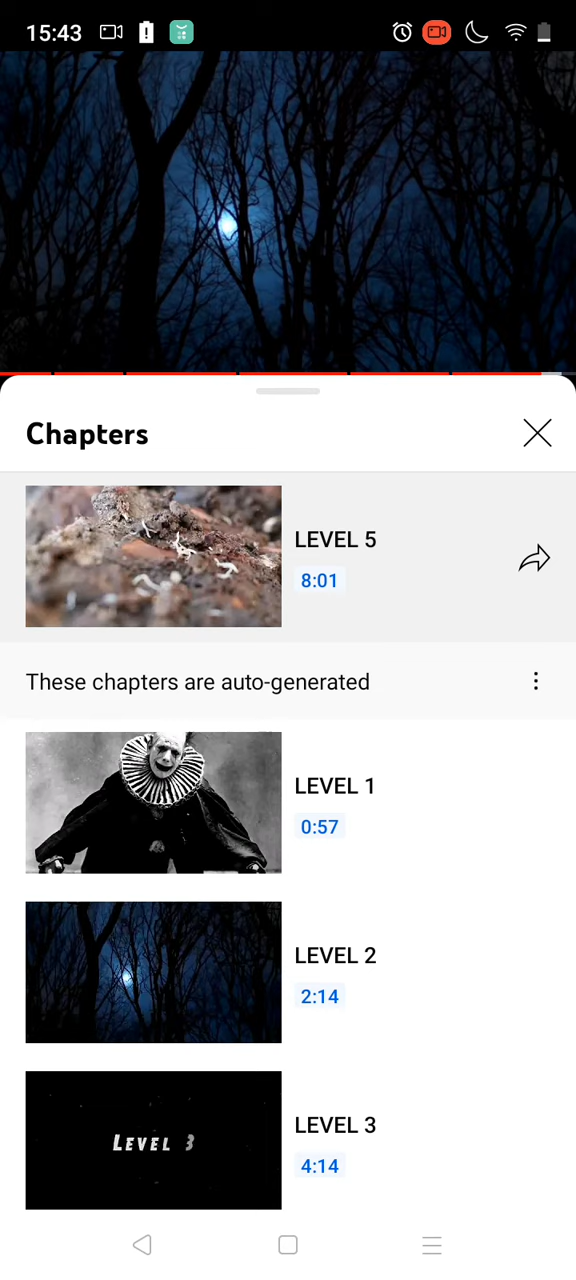 15:43
Chapters
LEVEL 5
8:01
These chapters are auto-generated
LEVEL 1
0:57
LEVEL 2
2:14
LEVEL 3
LEVEL 3
4:14